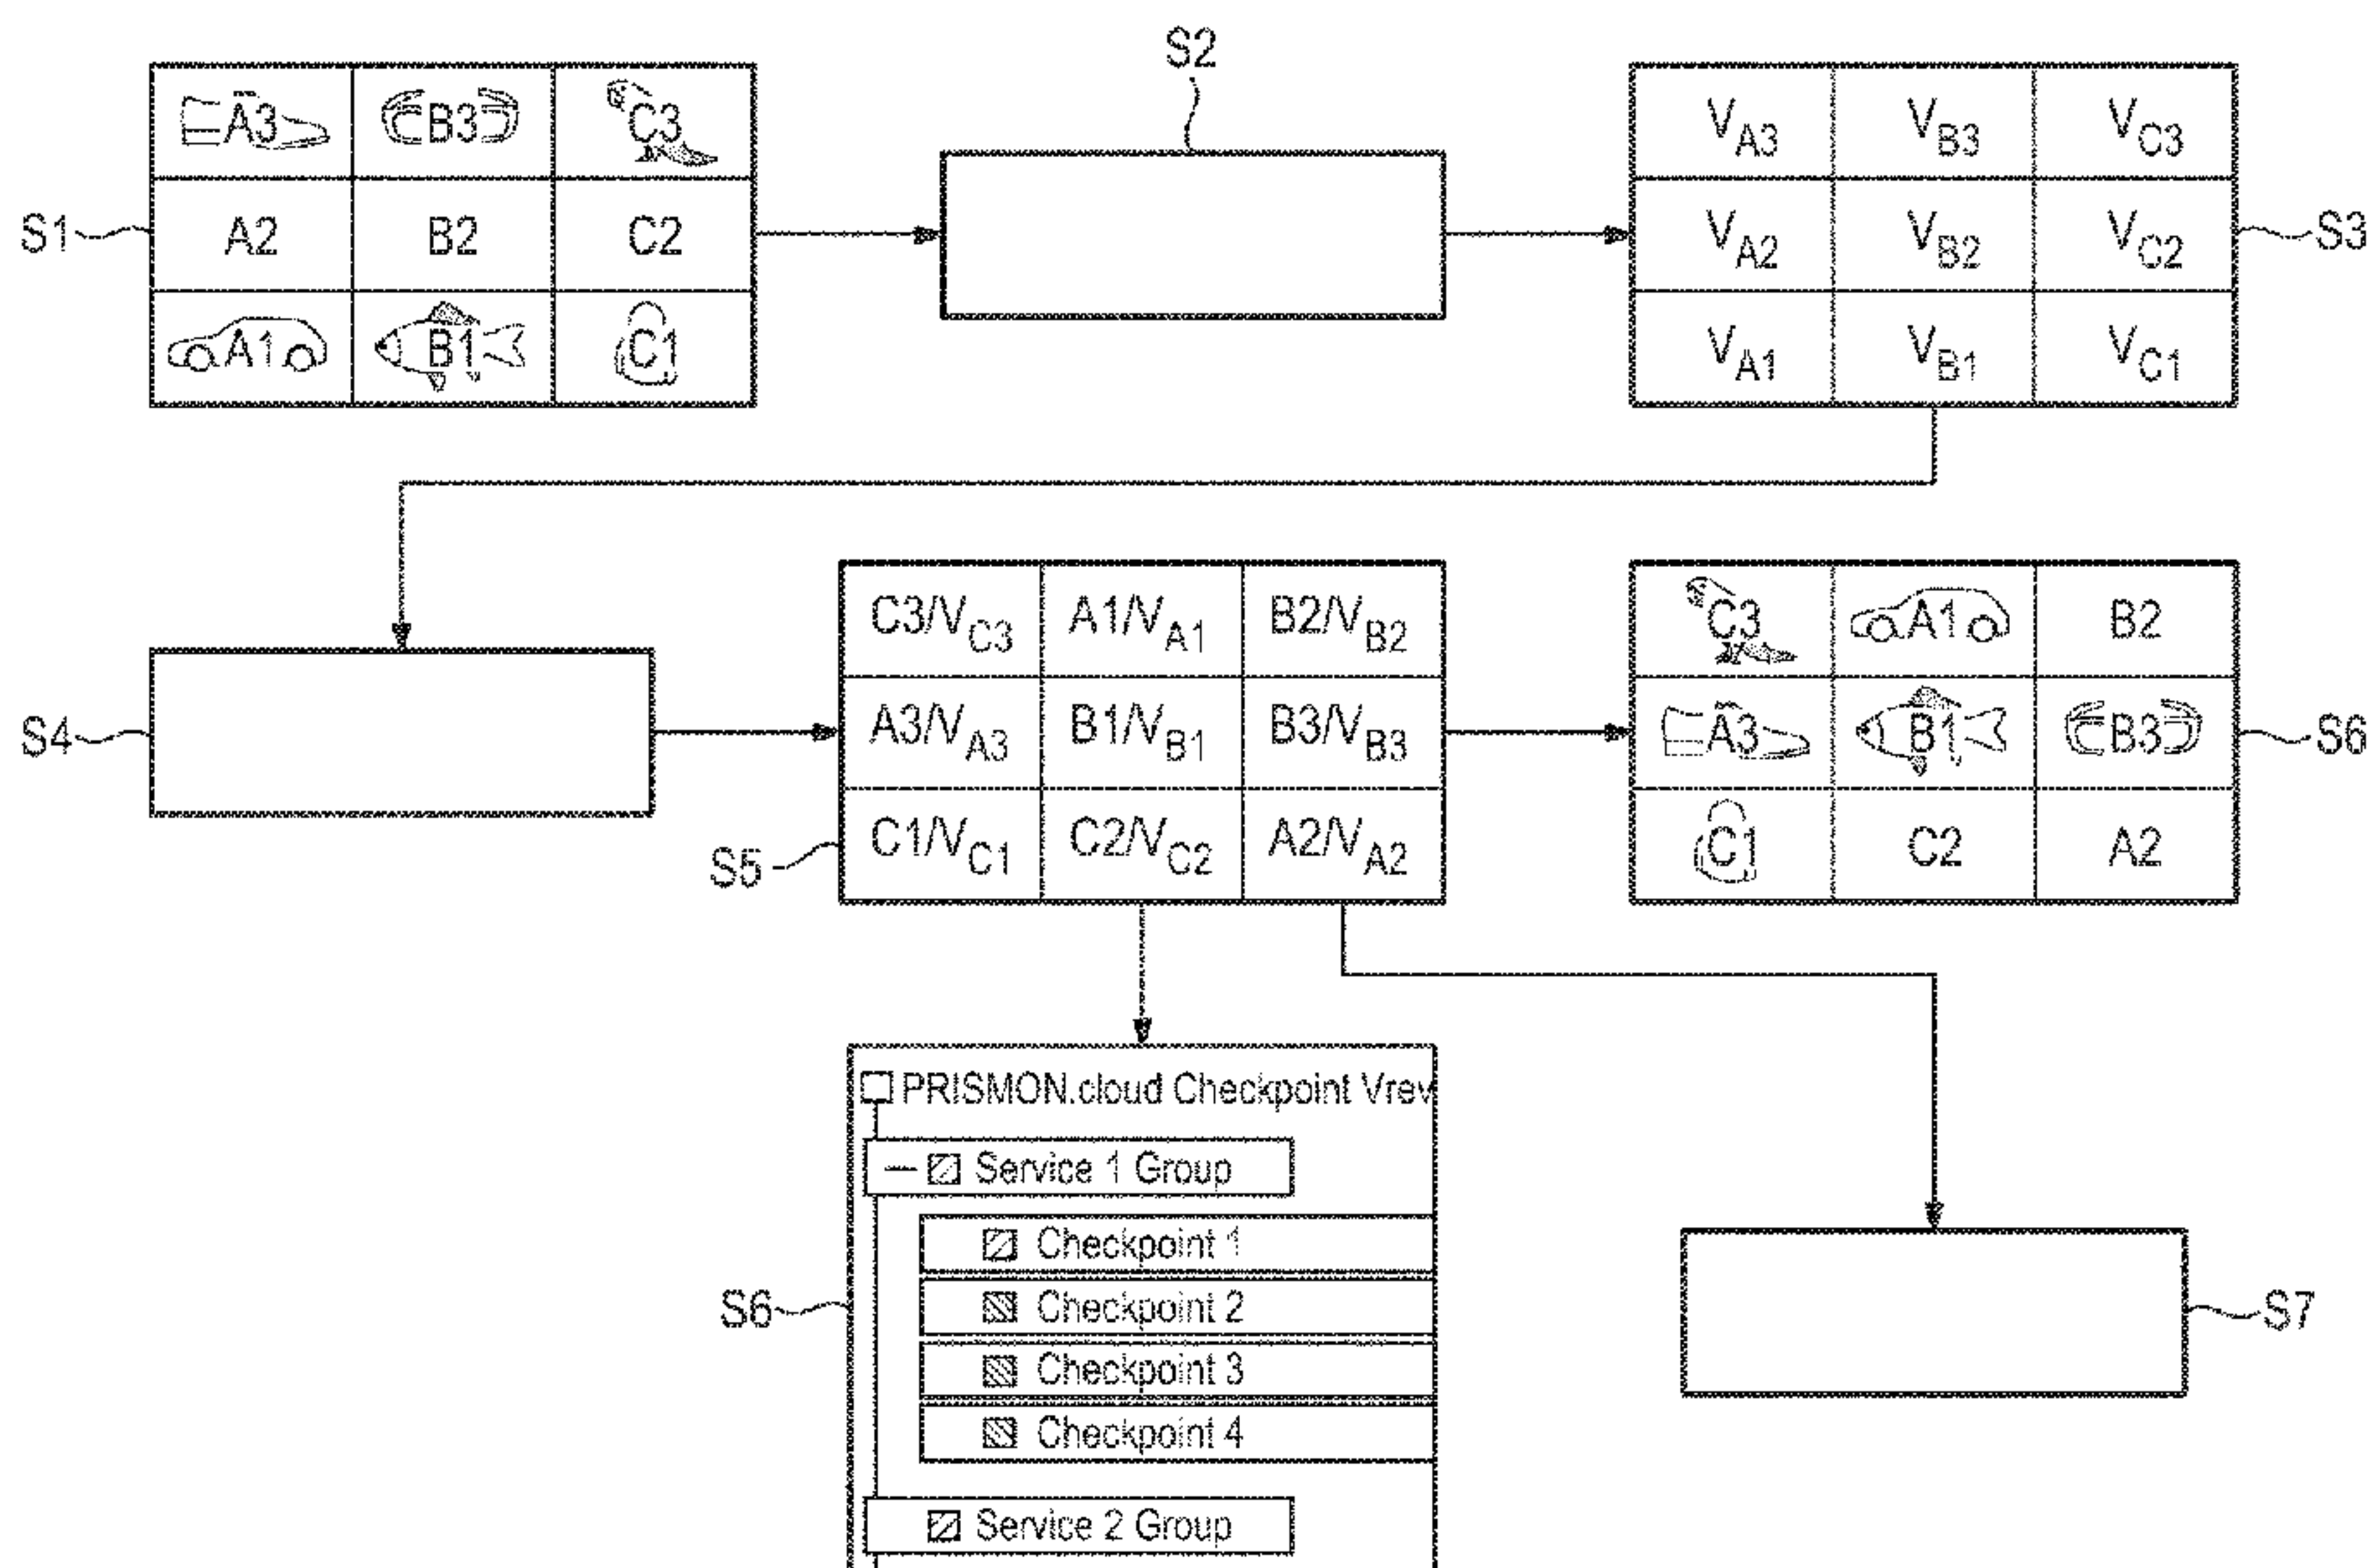 S2
A3 B3 C3
V_A3 V_B3 V_C3
S1 A2 B2 C2
V_A2 V_B2 V_C2 S3
A1 B1 C1
V_A1 V_B1 V_C1
C3/V_C3 A1/V_A1 B2/V_B2
C3 A1 B2
S4
A3/V_A3 B1/V_B1 B3/V_B3
A3 B1 B3 S6
S5
C1/V_C1 C2/V_C2 A2/V_A2
C1 C2 A2
PRISMON.cloud Checkpoint Vrev
Service 1 Group
Checkpoint 1
S6
Checkpoint 2
S7
Checkpoint 3
Checkpoint 4
Service 2 Group